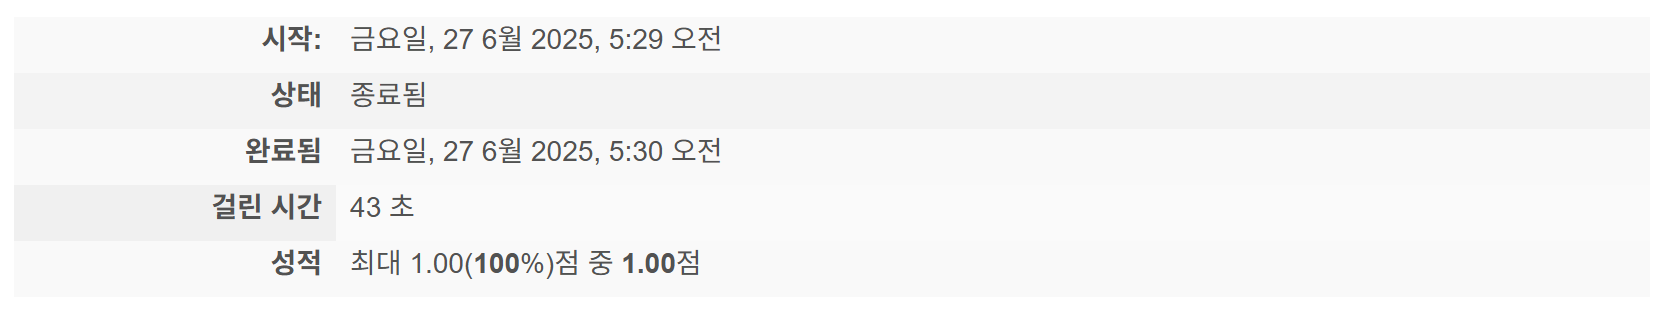 시작: 금요일, 27 6월 2025, 5:29 오전
상태 종료됨
완료됨 금요일, 27 6월 2025, 5:30 오전
걸린 시간 43 초
성적 최대 1.00(100%)점 중 1.00점